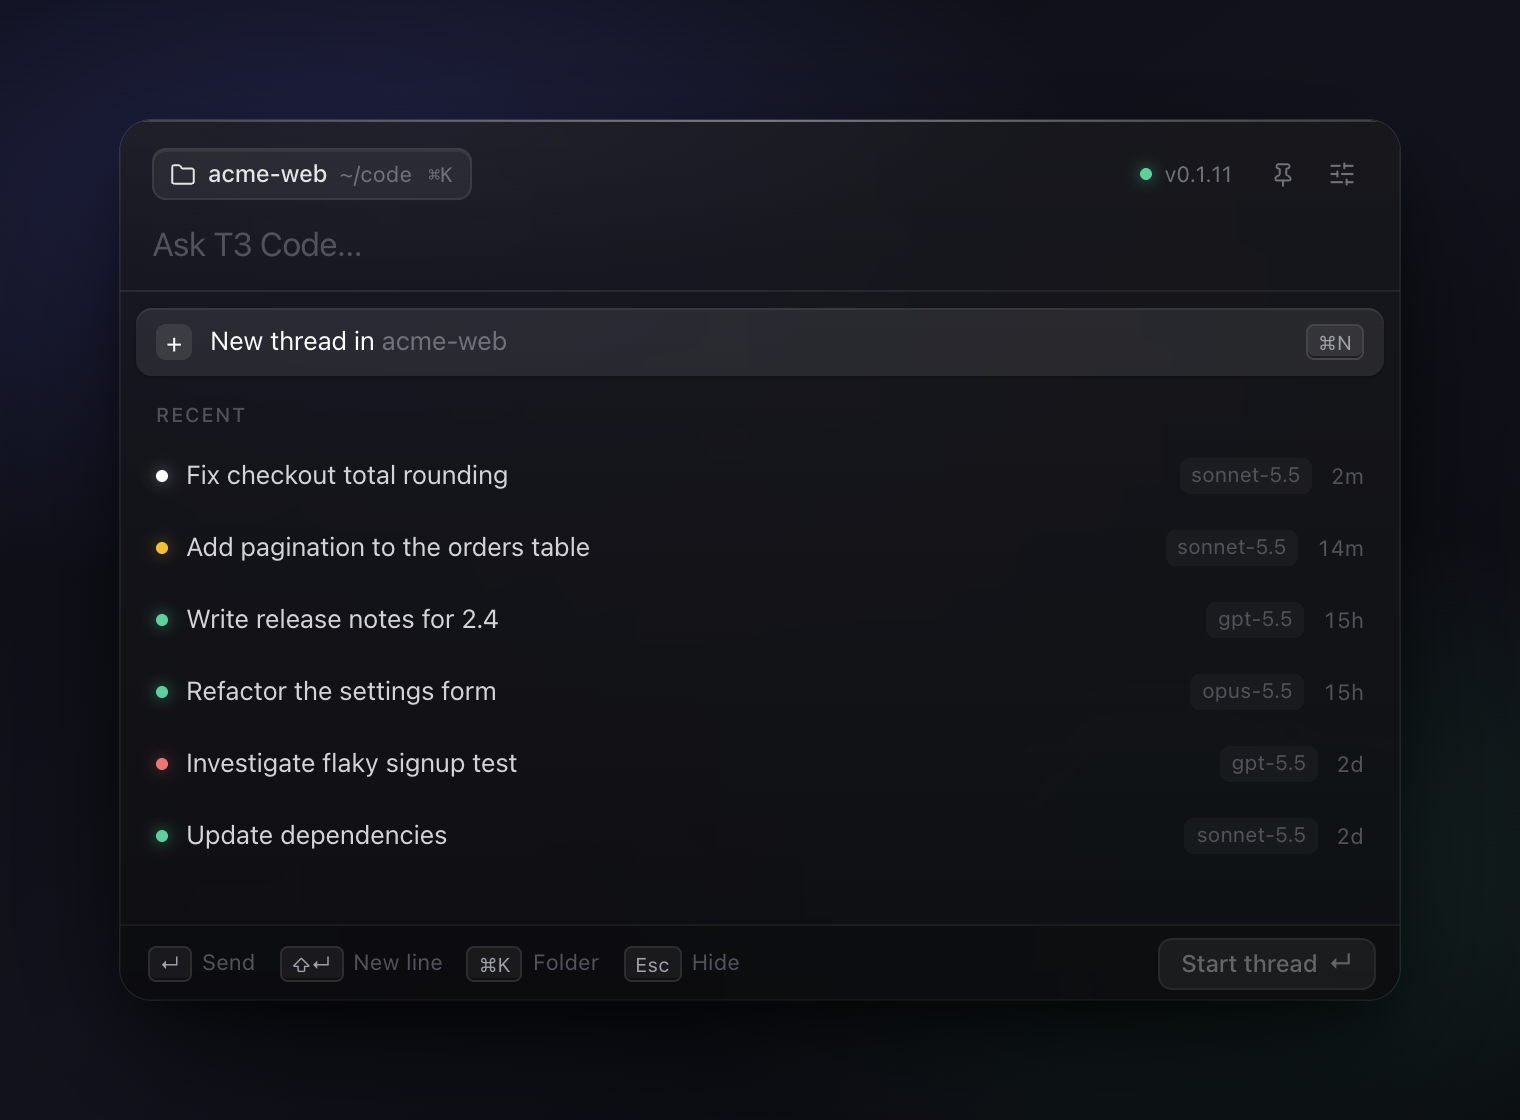 acme-web ~/code ⌘K v0.1.11
Ask T3 Code...
+ New thread in acme-web ⌘N
RECENT
Fix checkout total rounding sonnet-5.5 2m
Add pagination to the orders table sonnet-5.5 14m
Write release notes for 2.4 gpt-5.5 15h
Refactor the settings form opus-5.5 15h
Investigate flaky signup test gpt-5.5 2d
Update dependencies sonnet-5.5 2d
↵ Send ⇧↵ New line ⌘K Folder Esc Hide Start thread ↵